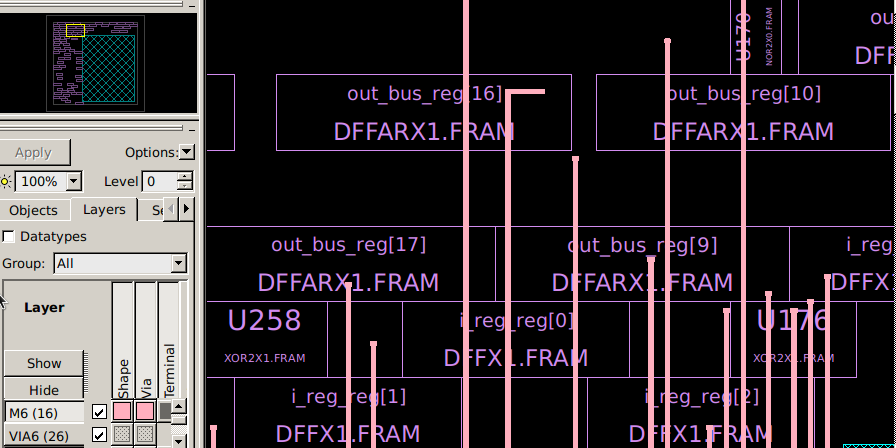 Apply
Options:
100%
Level 0
Objects
Layers
Se
Datatypes
Group: All
Layer
Shape
Via
Terminal
Show
Hide
M6 (16)
VIA6 (26)
U170
NOR2X0.FRAM
ou
DFF
out_bus_reg[16]
DFFARX1.FRAM
out_bus_reg[10]
DFFARX1.FRAM
out_bus_reg[17]
DFFARX1.FRAM
out_bus_reg[9]
DFFARX1.FRAM
i_reg
DFFX
U258
XOR2X1.FRAM
i_reg_reg[0]
DFFX1.FRAM
U176
XOR2X1.FRAM
i_reg_reg[1]
DFFX1.FRAM
i_reg_reg[2]
DFFX1.FRAM